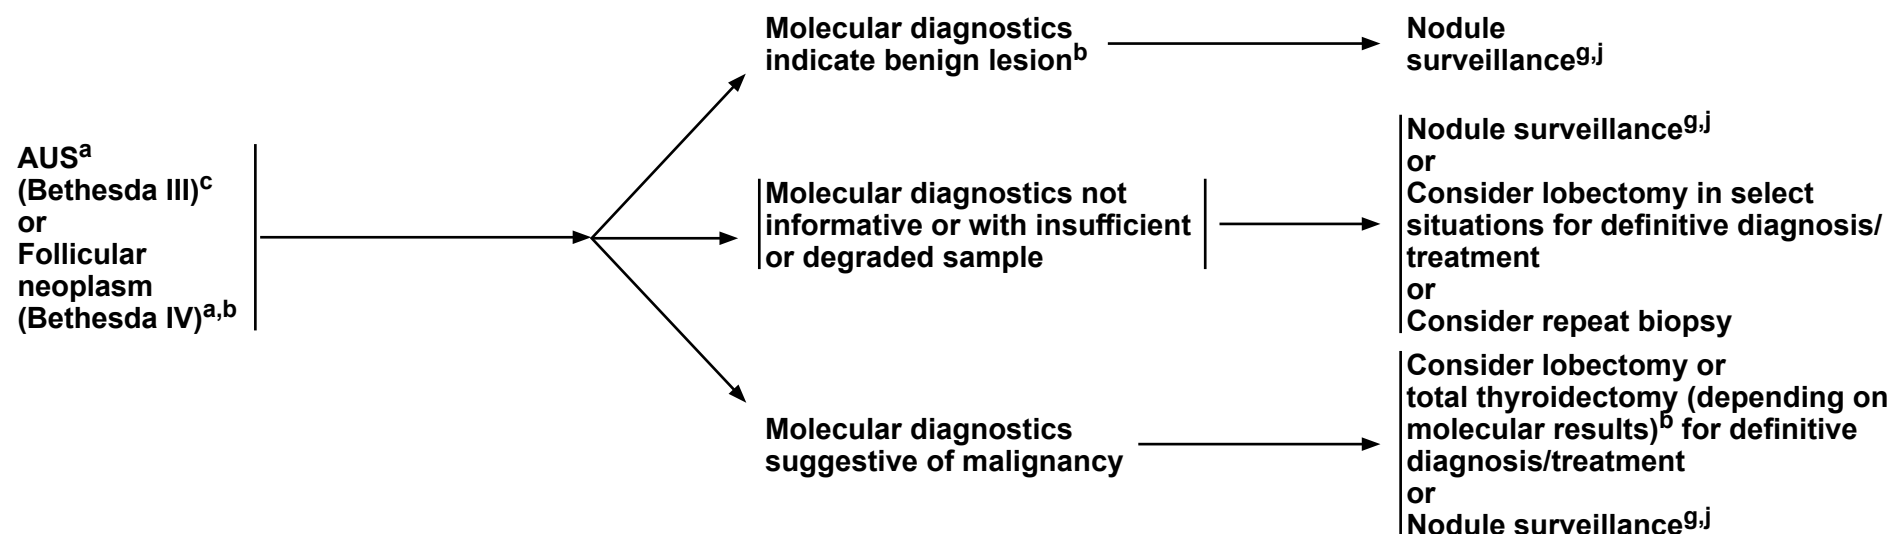 AUSᵃ
(Bethesda III)ᶜ
or
Follicular
neoplasm
(Bethesda IV)ᵃ,ᵇ
Molecular diagnostics
indicate benign lesionᵇ
Nodule
surveillanceᵍ,ʲ
Molecular diagnostics not
informative or with insufficient
or degraded sample
Nodule surveillanceᵍ,ʲ
or
Consider lobectomy in select
situations for definitive diagnosis/
treatment
or
Consider repeat biopsy
Molecular diagnostics
suggestive of malignancy
Consider lobectomy or
total thyroidectomy (depending on
molecular results)ᵇ for definitive
diagnosis/treatment
or
Nodule surveillanceᵍ,ʲ